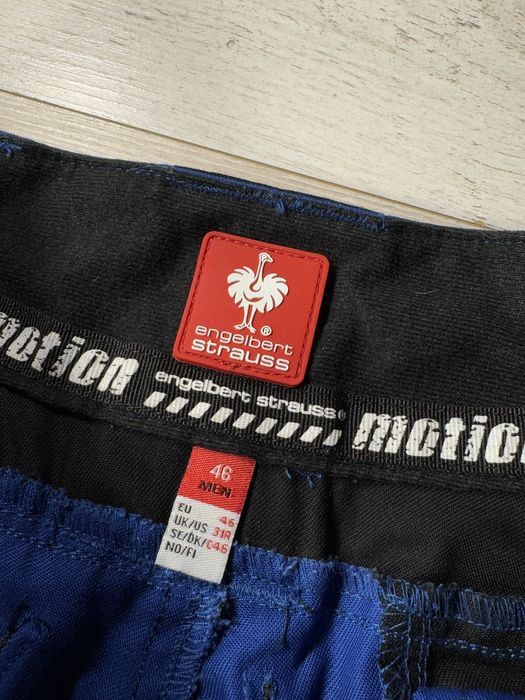 engelbert
strauss®
motion engelbert strauss® motion
46
MEN
EU 46
UK/US 31R
SE/DK/ C46
NO/FI